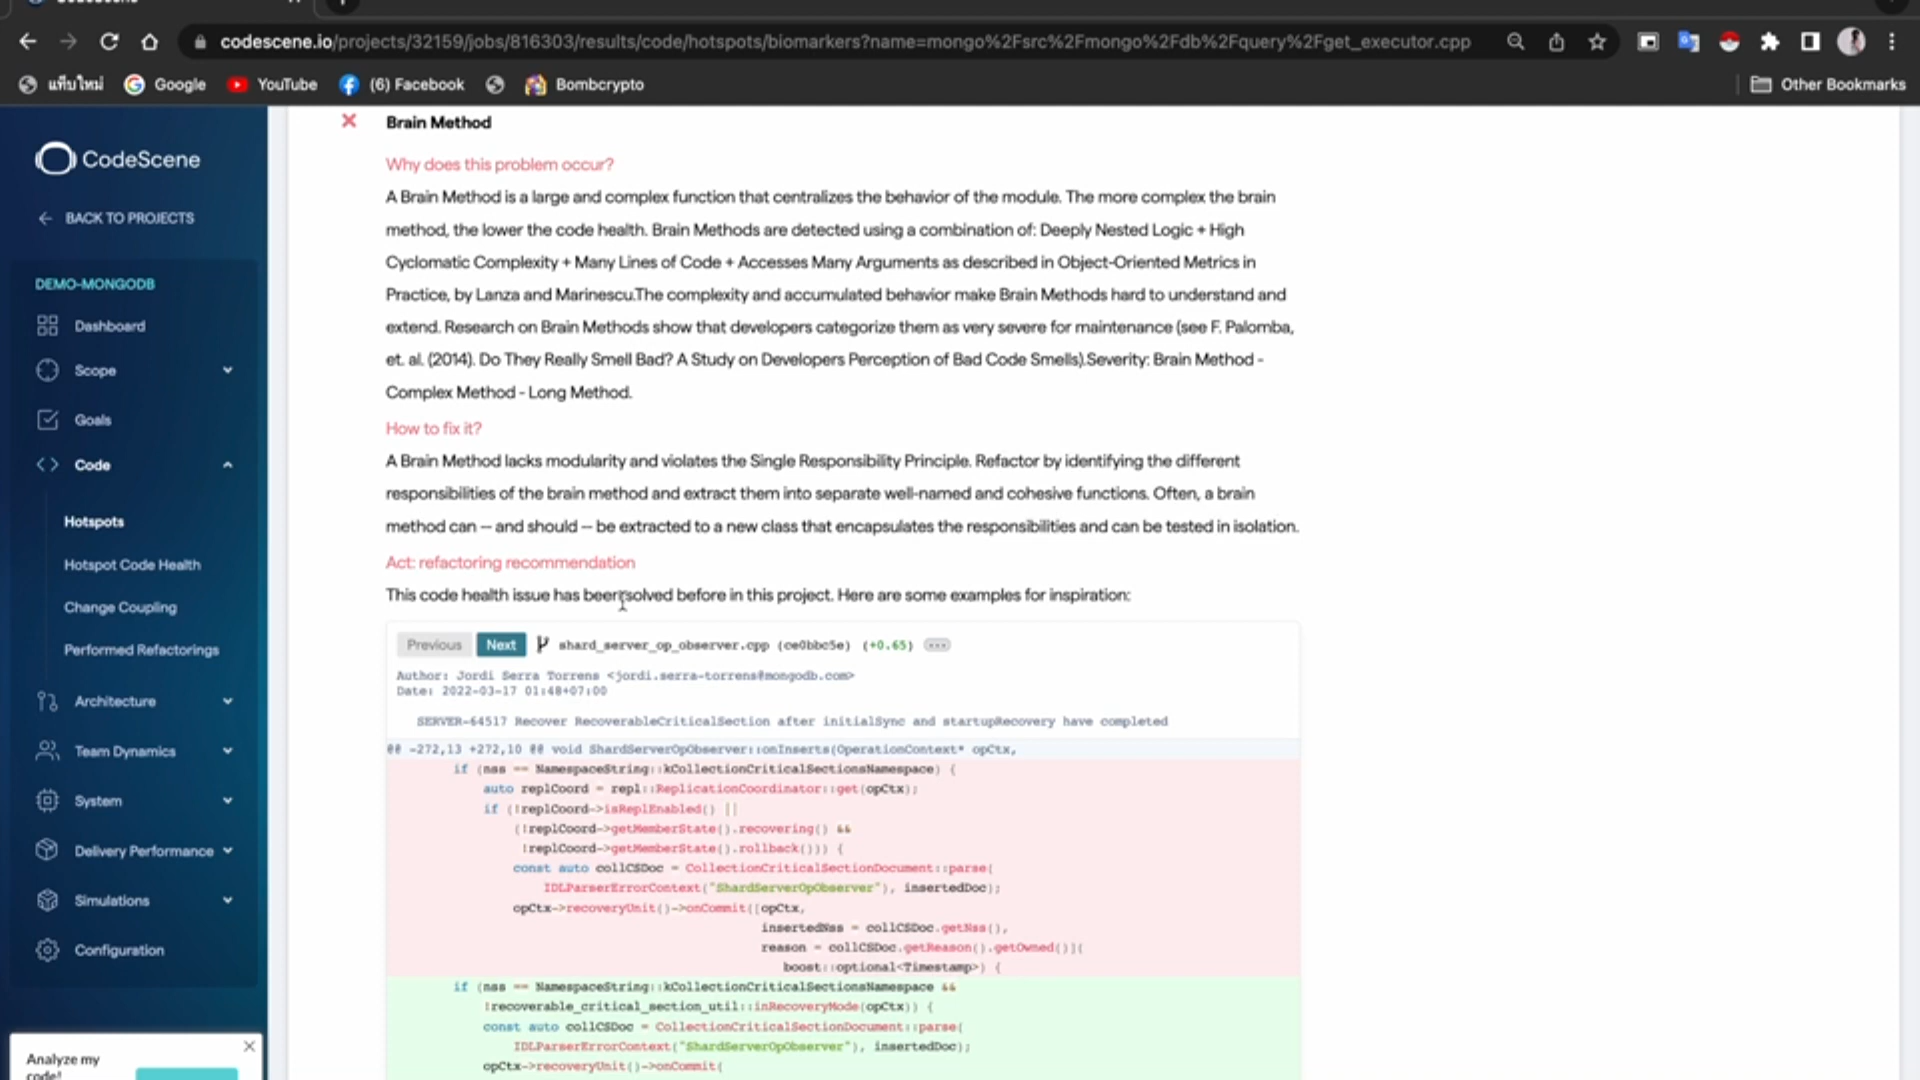 CodeScene
codescene.io/projects/32159/jobs/816303/results/code/hotspots/biomarkers?name=mongo%2Fsrc%2Fmongo%2Fdb%2Fquery%2Fget_executor.cpp
แท็บใหม่ Google YouTube (6) Facebook Bombcrypto Other Bookmarks
CodeScene
BACK TO PROJECTS
DEMO-MONGODB
Dashboard
Scope
Goals
Code
Hotspots
Hotspot Code Health
Change Coupling
Performed Refactorings
Architecture
Team Dynamics
System
Delivery Performance
Simulations
Configuration
Analyze my
code!
Brain Method
Why does this problem occur?
A Brain Method is a large and complex function that centralizes the behavior of the module. The more complex the brain
method, the lower the code health. Brain Methods are detected using a combination of: Deeply Nested Logic + High
Cyclomatic Complexity + Many Lines of Code + Accesses Many Arguments as described in Object-Oriented Metrics in
Practice, by Lanza and Marinescu.The complexity and accumulated behavior make Brain Methods hard to understand and
extend. Research on Brain Methods show that developers categorize them as very severe for maintenance (see F. Palomba,
et. al. (2014). Do They Really Smell Bad? A Study on Developers Perception of Bad Code Smells).Severity: Brain Method -
Complex Method - Long Method.
How to fix it?
A Brain Method lacks modularity and violates the Single Responsibility Principle. Refactor by identifying the different
responsibilities of the brain method and extract them into separate well-named and cohesive functions. Often, a brain
method can — and should — be extracted to a new class that encapsulates the responsibilities and can be tested in isolation.
Act: refactoring recommendation
This code health issue has been solved before in this project. Here are some examples for inspiration:
Previous Next shard_server_op_observer.cpp (ce0bbc5e) (+0.65) ...
Author: Jordi Serra Torrens <jordi.serra-torrens@mongodb.com>
Date: 2022-03-17 01:48+07:00
SERVER-64517 Recover RecoverableCriticalSection after initialSync and startupRecovery have completed
@@ -272,13 +272,10 @@ void ShardServerOpObserver::onInserts(OperationContext* opCtx,
if (nss == NamespaceString::kCollectionCriticalSectionsNamespace) {
auto replCoord = repl::ReplicationCoordinator::get(opCtx);
if (!replCoord->isReplEnabled() ||
(!replCoord->getMemberState().recovering() &&
!replCoord->getMemberState().rollback())) {
const auto collCSDoc = CollectionCriticalSectionDocument::parse(
IDLParserErrorContext("ShardServerOpObserver"), insertedDoc);
opCtx->recoveryUnit()->onCommit([opCtx,
insertedNss = collCSDoc.getNss(),
reason = collCSDoc.getReason().getOwned()](
boost::optional<Timestamp>) {
if (nss == NamespaceString::kCollectionCriticalSectionsNamespace &&
!recoverable_critical_section_util::inRecoveryMode(opCtx)) {
const auto collCSDoc = CollectionCriticalSectionDocument::parse(
IDLParserErrorContext("ShardServerOpObserver"), insertedDoc);
opCtx->recoveryUnit()->onCommit(